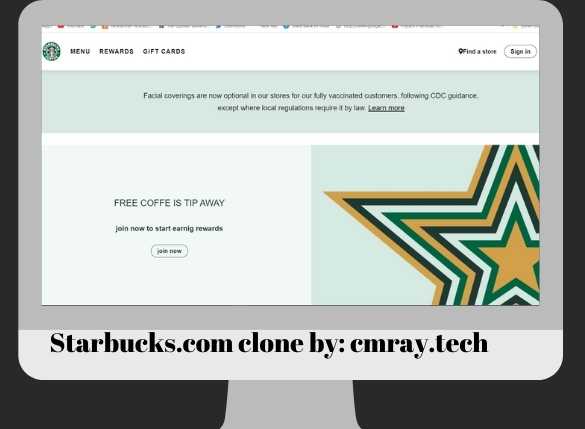 MENU REWARDS GIFT CARDS Find a store Sign in
Facial coverings are now optional in our stores for our fully vaccinated customers, following CDC guidance,
except where local regulations require it by law. Learn more
FREE COFFE IS TIP AWAY
join now to start earnig rewards
join now
Starbucks.com clone by: cmray.tech